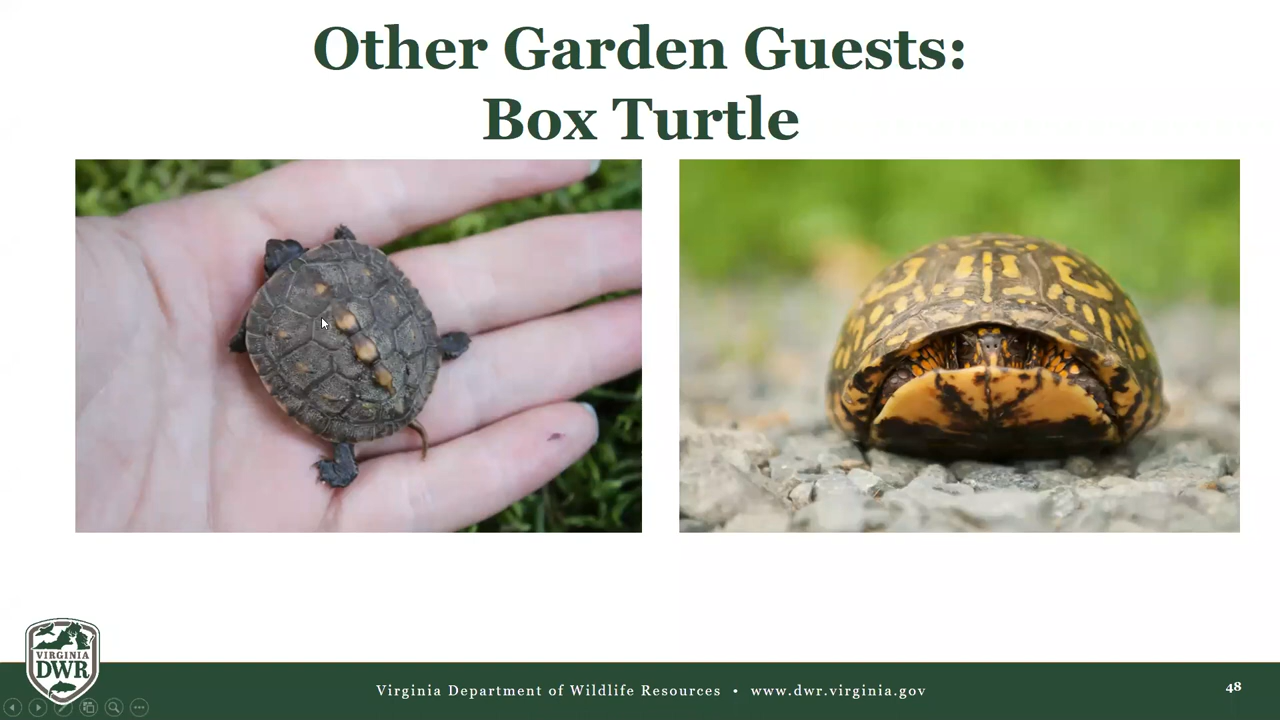 Other Garden Guests:
Box Turtle
VIRGINIA
DWR
Virginia Department of Wildlife Resources • www.dwr.virginia.gov
48